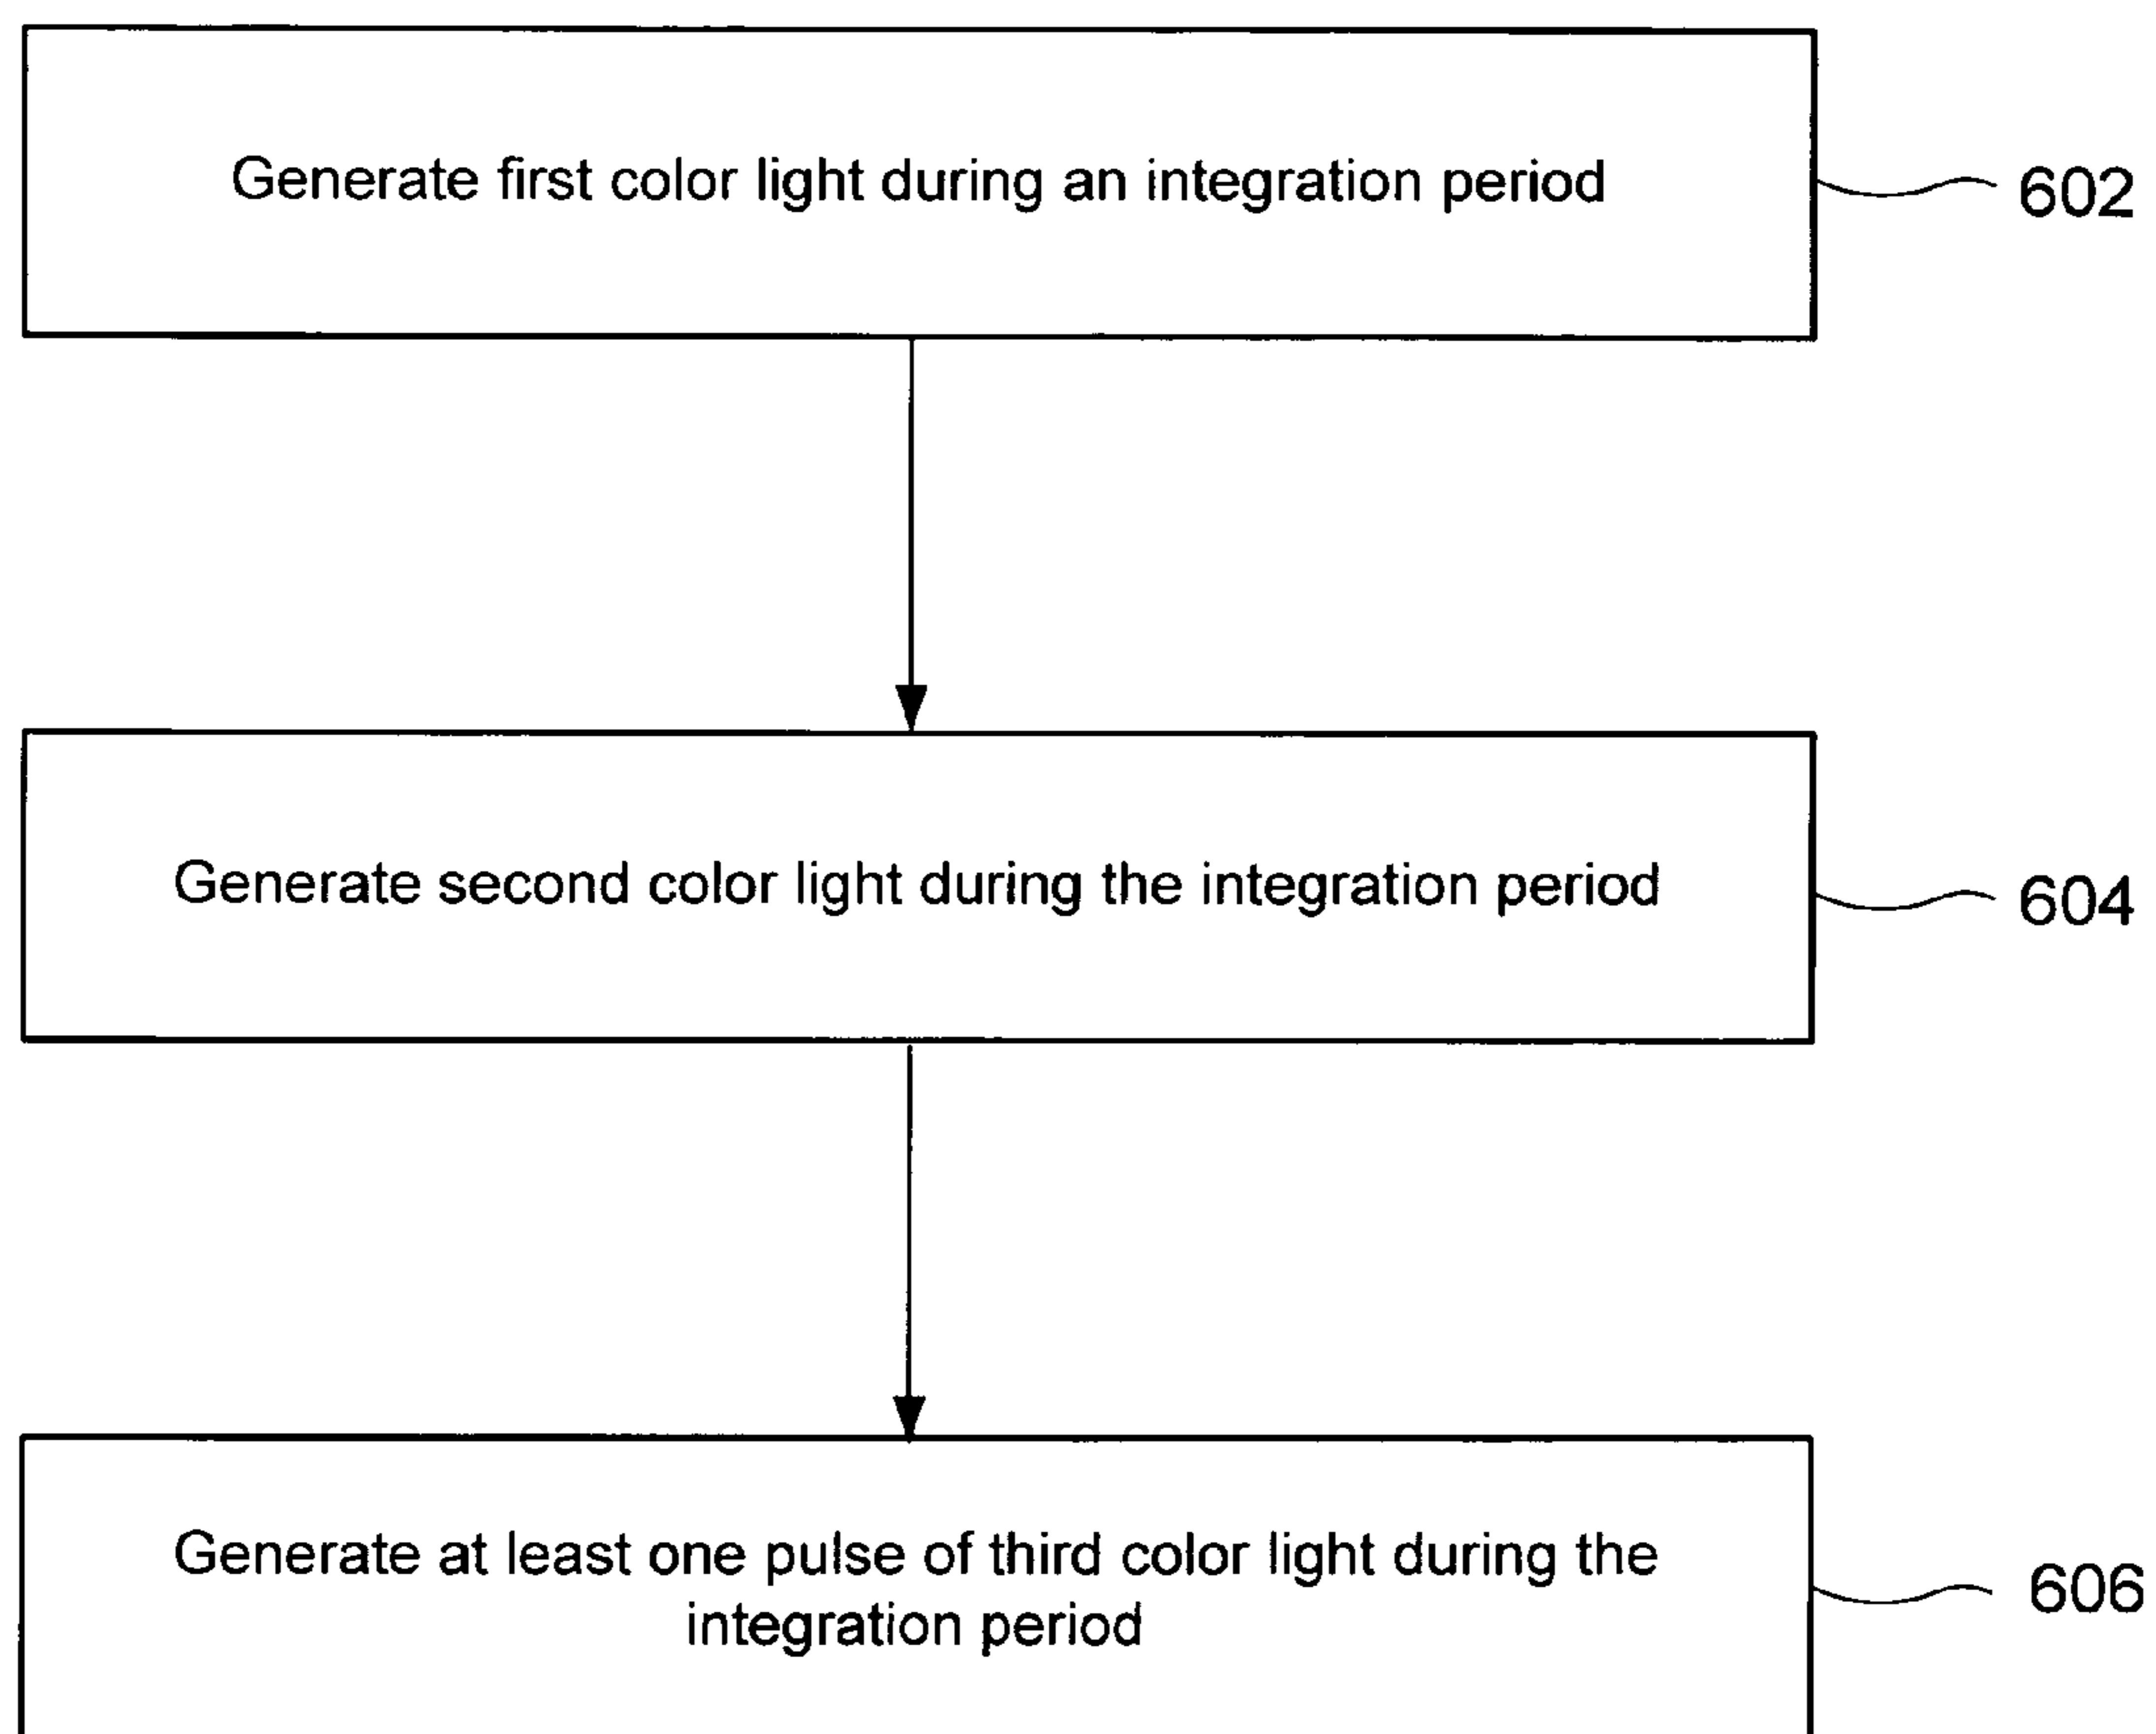 Generate first color light during an integration period
602
Generate second color light during the integration period
604
Generate at least one pulse of third color light during the
integration period
606